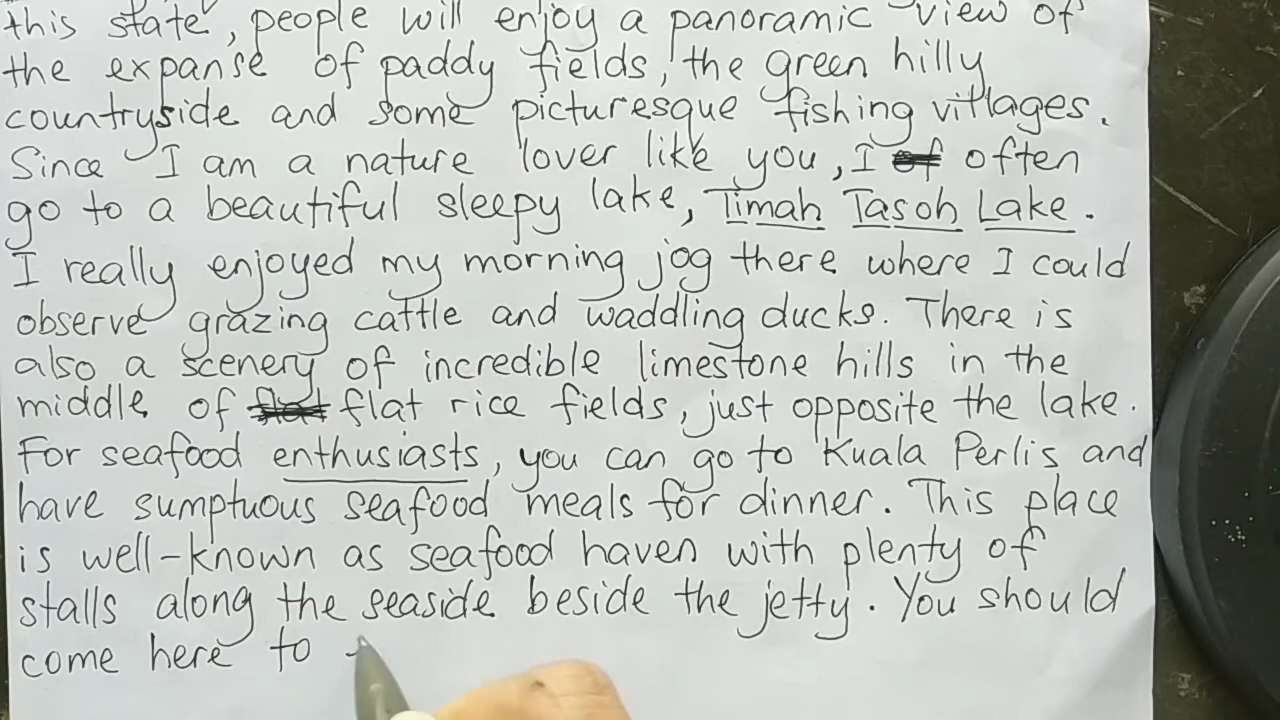 this state, people will enjoy a panoramic view of
the expanse of paddy fields, the green hilly
countryside and some picturesque fishing villages.
Since I am a nature lover like you, I of often
go to a beautiful sleepy lake, Timah Tasoh Lake.
I really enjoyed my morning jog there where I could
observe grazing cattle and waddling ducks. There is
also a scenery of incredible limestone hills in the
middle of flat rice fields, just opposite the lake.
For seafood enthusiasts, you can go to Kuala Perlis and
have sumptuous seafood meals for dinner. This place
is well-known as seafood haven with plenty of
stalls along the seaside beside the jetty. You should
come here to